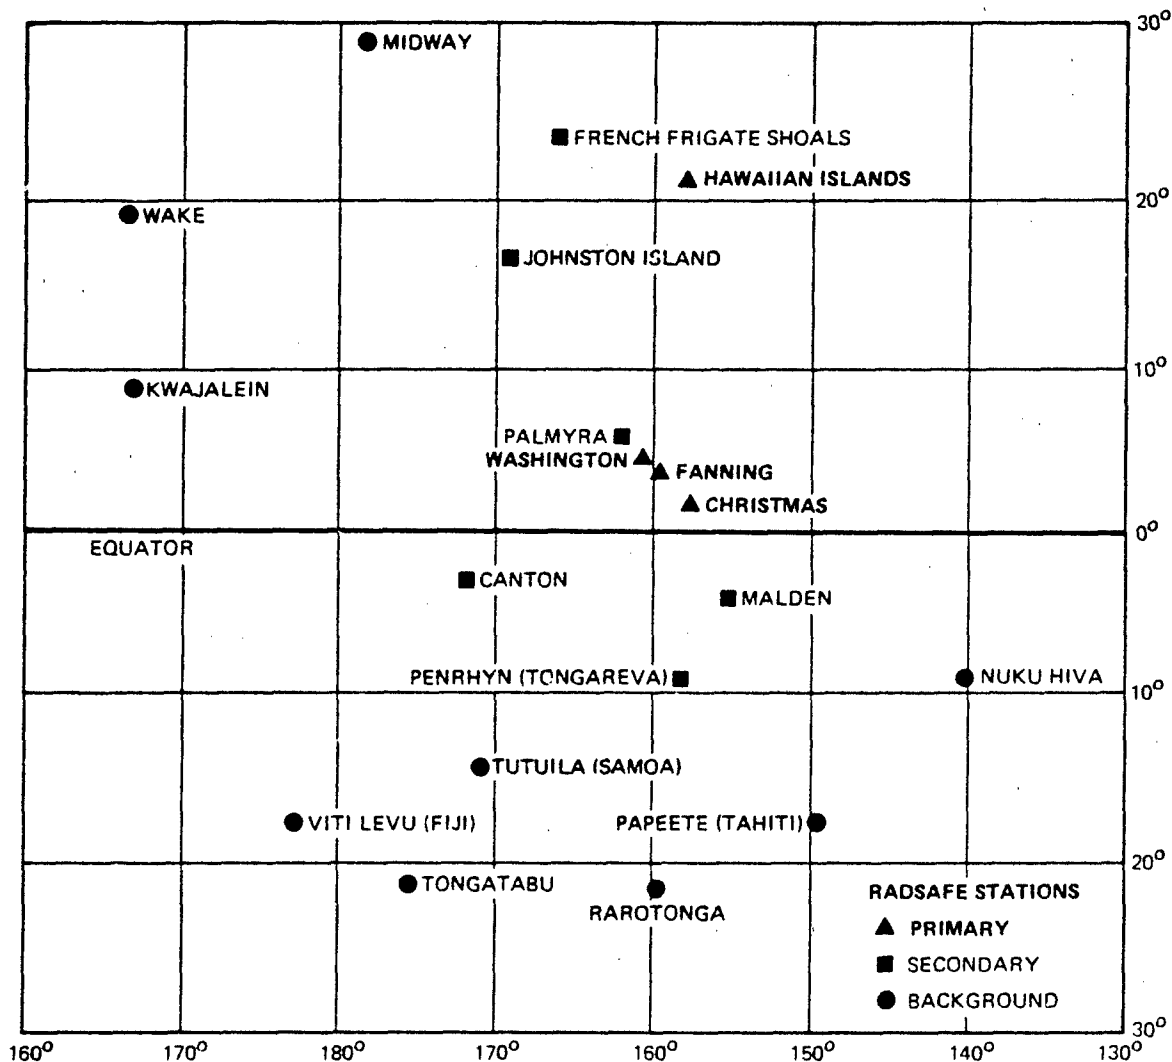 30°
MIDWAY
FRENCH FRIGATE SHOALS
HAWAIIAN ISLANDS
20°
WAKE
JOHNSTON ISLAND
10°
KWAJALEIN
PALMYRA
WASHINGTON
FANNING
CHRISTMAS
0°
EQUATOR
CANTON
MALDEN
PENRHYN (TONGAREVA)
NUKU HIVA
10°
TUTUILA (SAMOA)
VITI LEVU (FIJI)
PAPEETE (TAHITI)
20°
TONGATABU
RAROTONGA
RADSAFE STATIONS
PRIMARY
SECONDARY
BACKGROUND
30°
160° 170° 180° 170° 160° 150° 140° 130°